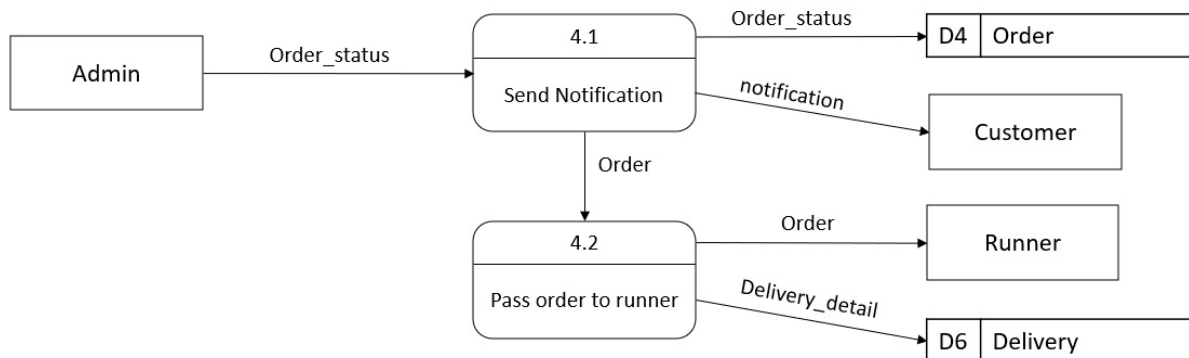 Admin
Order_status
4.1
Send Notification
Order_status
D4 Order
notification
Customer
Order
4.2
Pass order to runner
Order
Runner
Delivery_detail
D6 Delivery